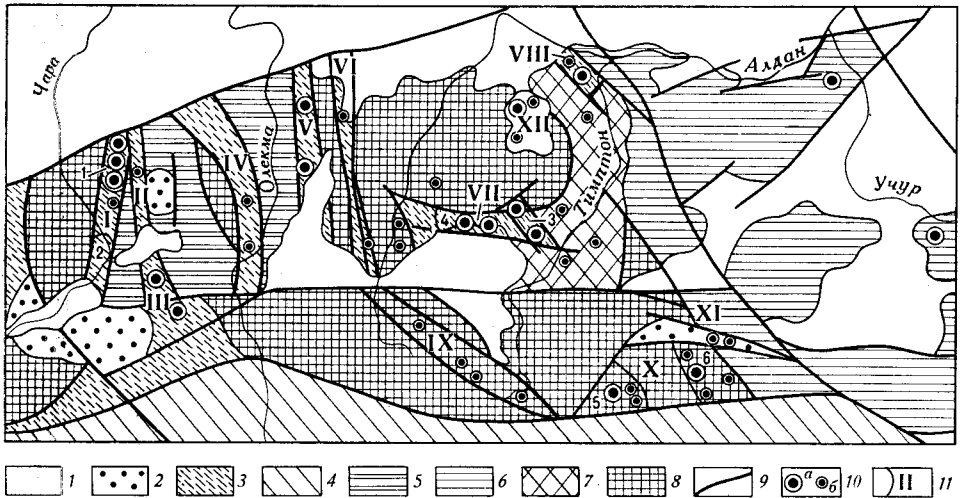 Чара
Олекма
Алдан
Тимптон
Учур
I
II
III
IV
V
VI
VII
VIII
IX
X
XI
XII
1
2
3
4
5
6
1 2 3 4 5 6 7 8 9 а б 10 II 11